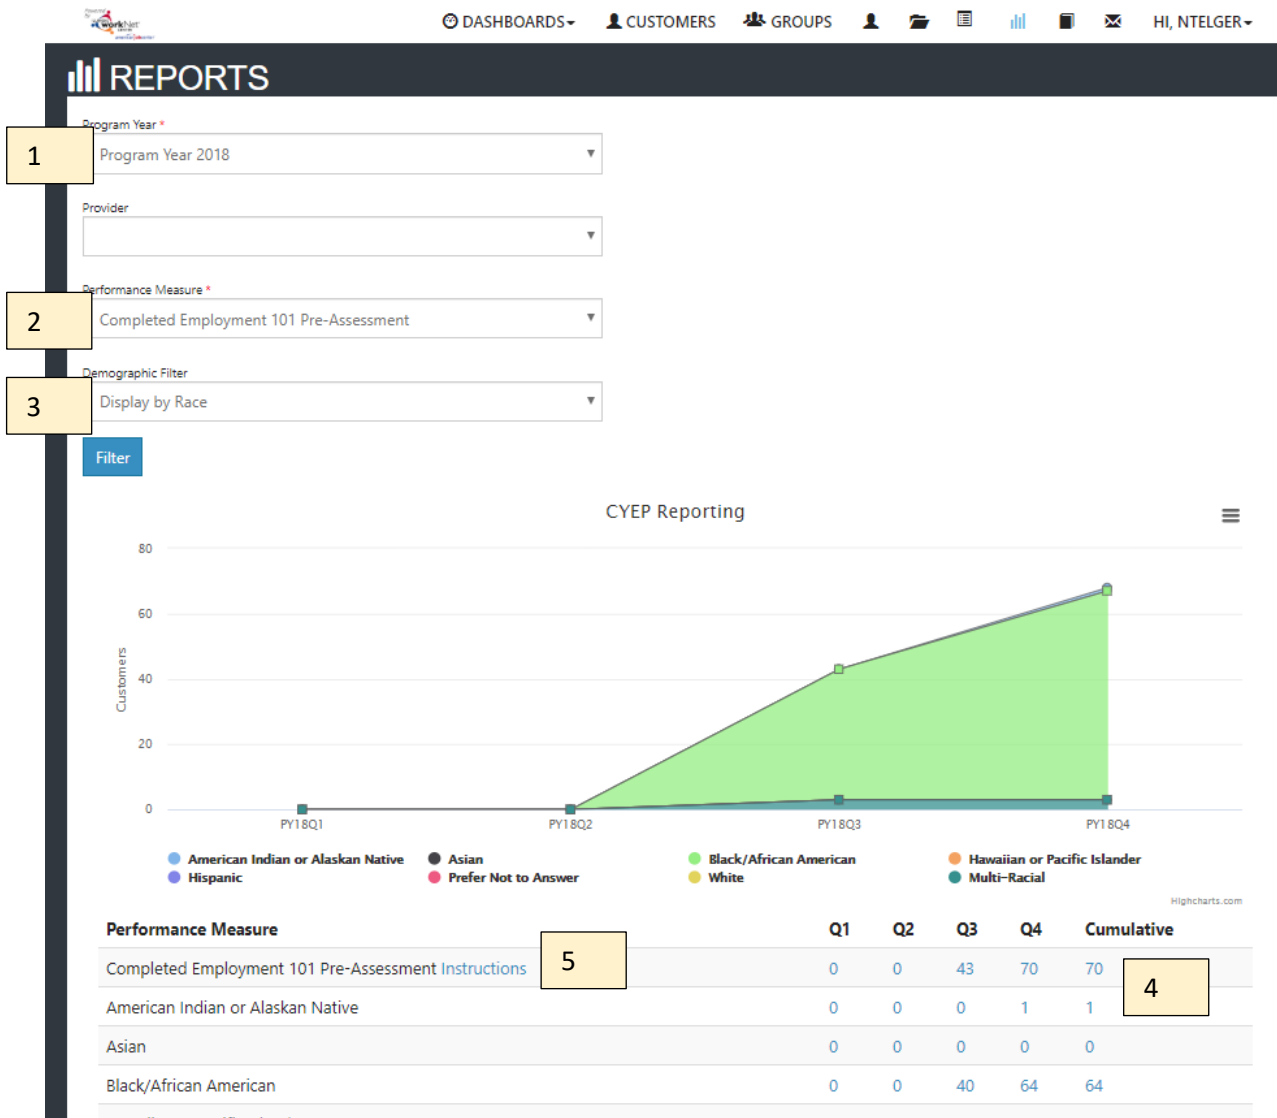 Powered
by
workNet
DASHBOARDS
CUSTOMERS
GROUPS
HI, NTELGER
REPORTS
Program Year *
1
Program Year 2018
Provider
Performance Measure *
2
Completed Employment 101 Pre-Assessment
Demographic Filter
3
Display by Race
Filter
CYEP Reporting
80
60
40
20
0
Customers
PY18Q1 PY18Q2 PY18Q3 PY18Q4
American Indian or Alaskan Native Asian Black/African American Hawaiian or Pacific Islander
Hispanic Prefer Not to Answer White Multi-Racial
Highcharts.com
Performance Measure Q1 Q2 Q3 Q4 Cumulative
Completed Employment 101 Pre-Assessment Instructions 5 0 0 43 70 70
4
American Indian or Alaskan Native 0 0 0 1 1
Asian 0 0 0 0 0
Black/African American 0 0 40 64 64